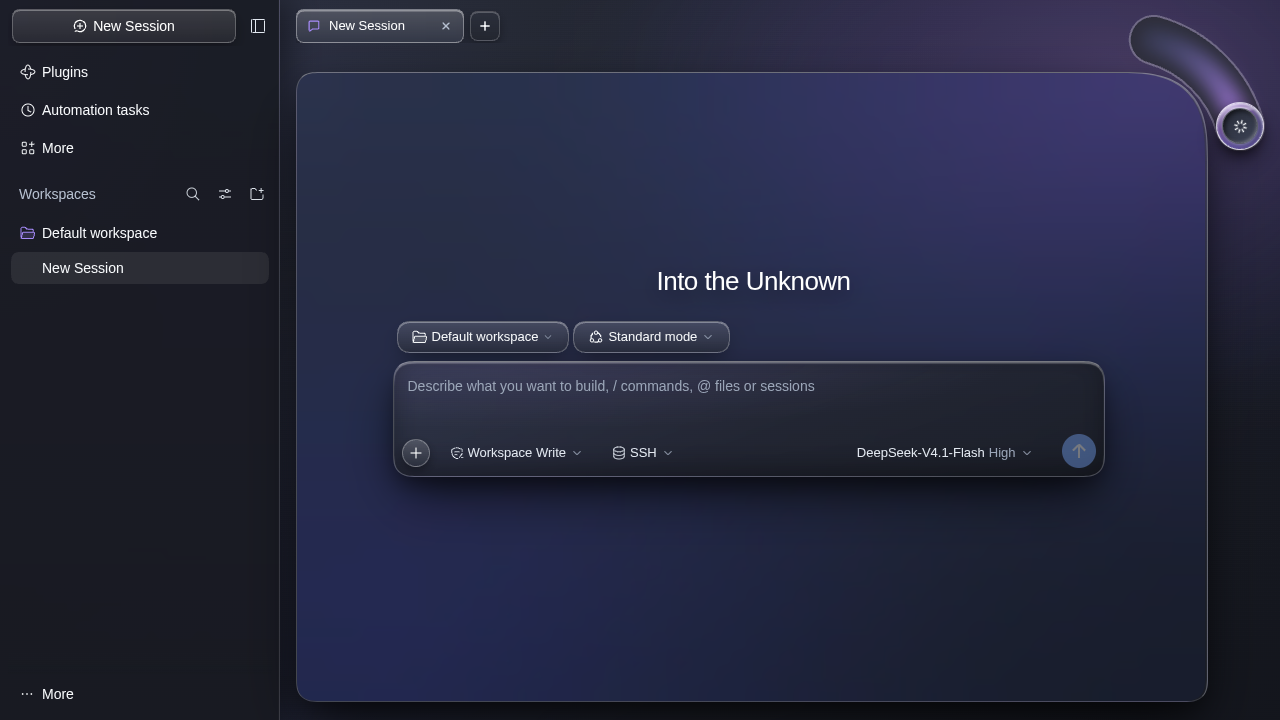 New Session
Plugins
Automation tasks
More
Workspaces
Default workspace
New Session
More
New Session
Into the Unknown
Default workspace
Standard mode
Describe what you want to build, / commands, @ files or sessions
Workspace Write
SSH
DeepSeek-V4.1-Flash High